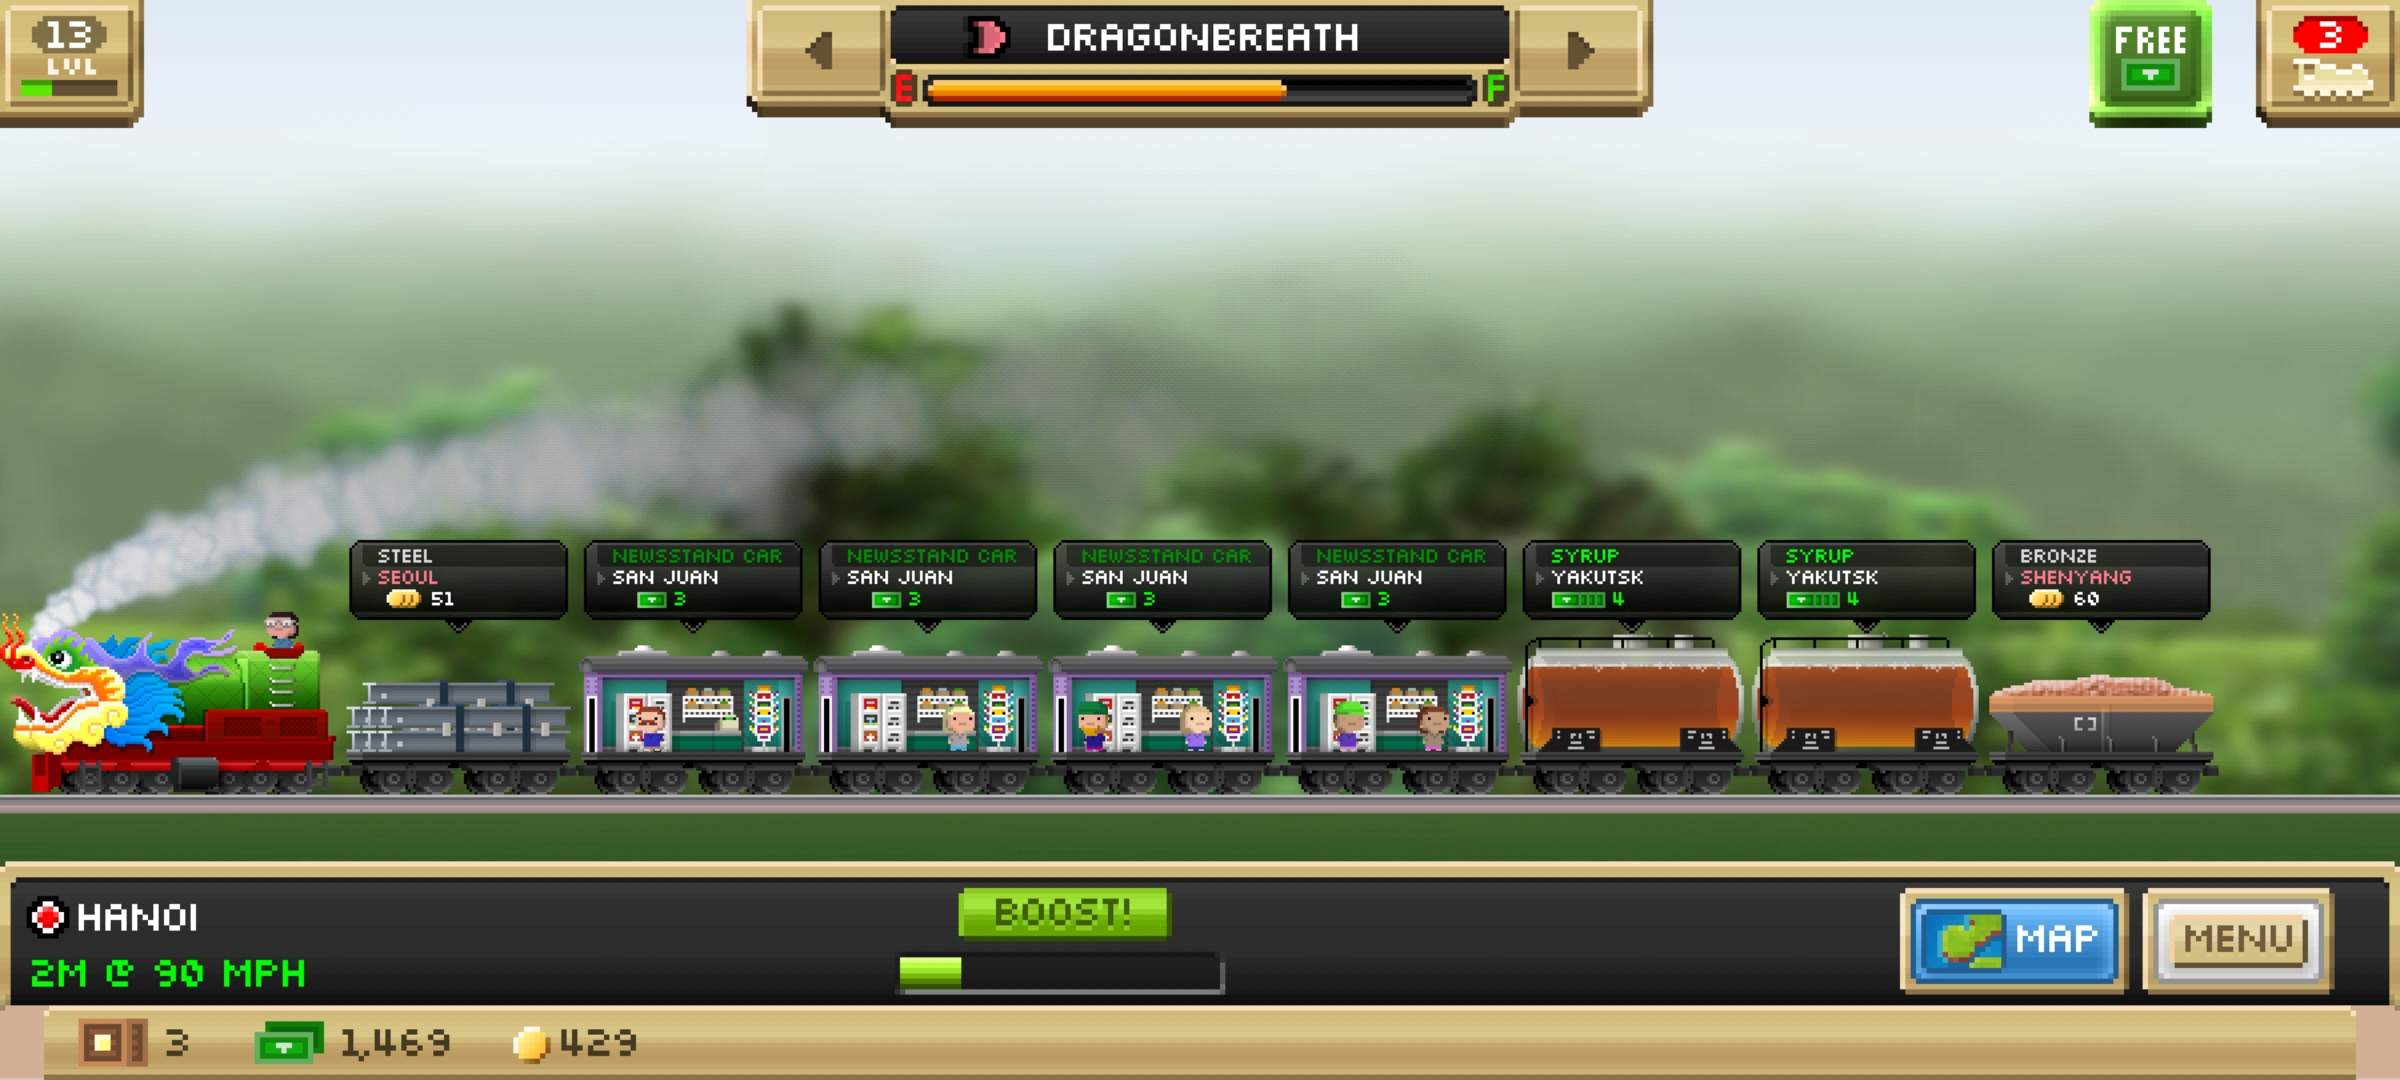 13
LVL
DRAGONBREATH
E F
FREE
3
STEEL
SEOUL
51
NEWSSTAND CAR
SAN JUAN
3
NEWSSTAND CAR
SAN JUAN
3
NEWSSTAND CAR
SAN JUAN
3
NEWSSTAND CAR
SAN JUAN
3
SYRUP
YAKUTSK
4
SYRUP
YAKUTSK
4
BRONZE
SHENYANG
60
HANOI
2M @ 90 MPH
BOOST!
MAP
MENU
3
1,469
429